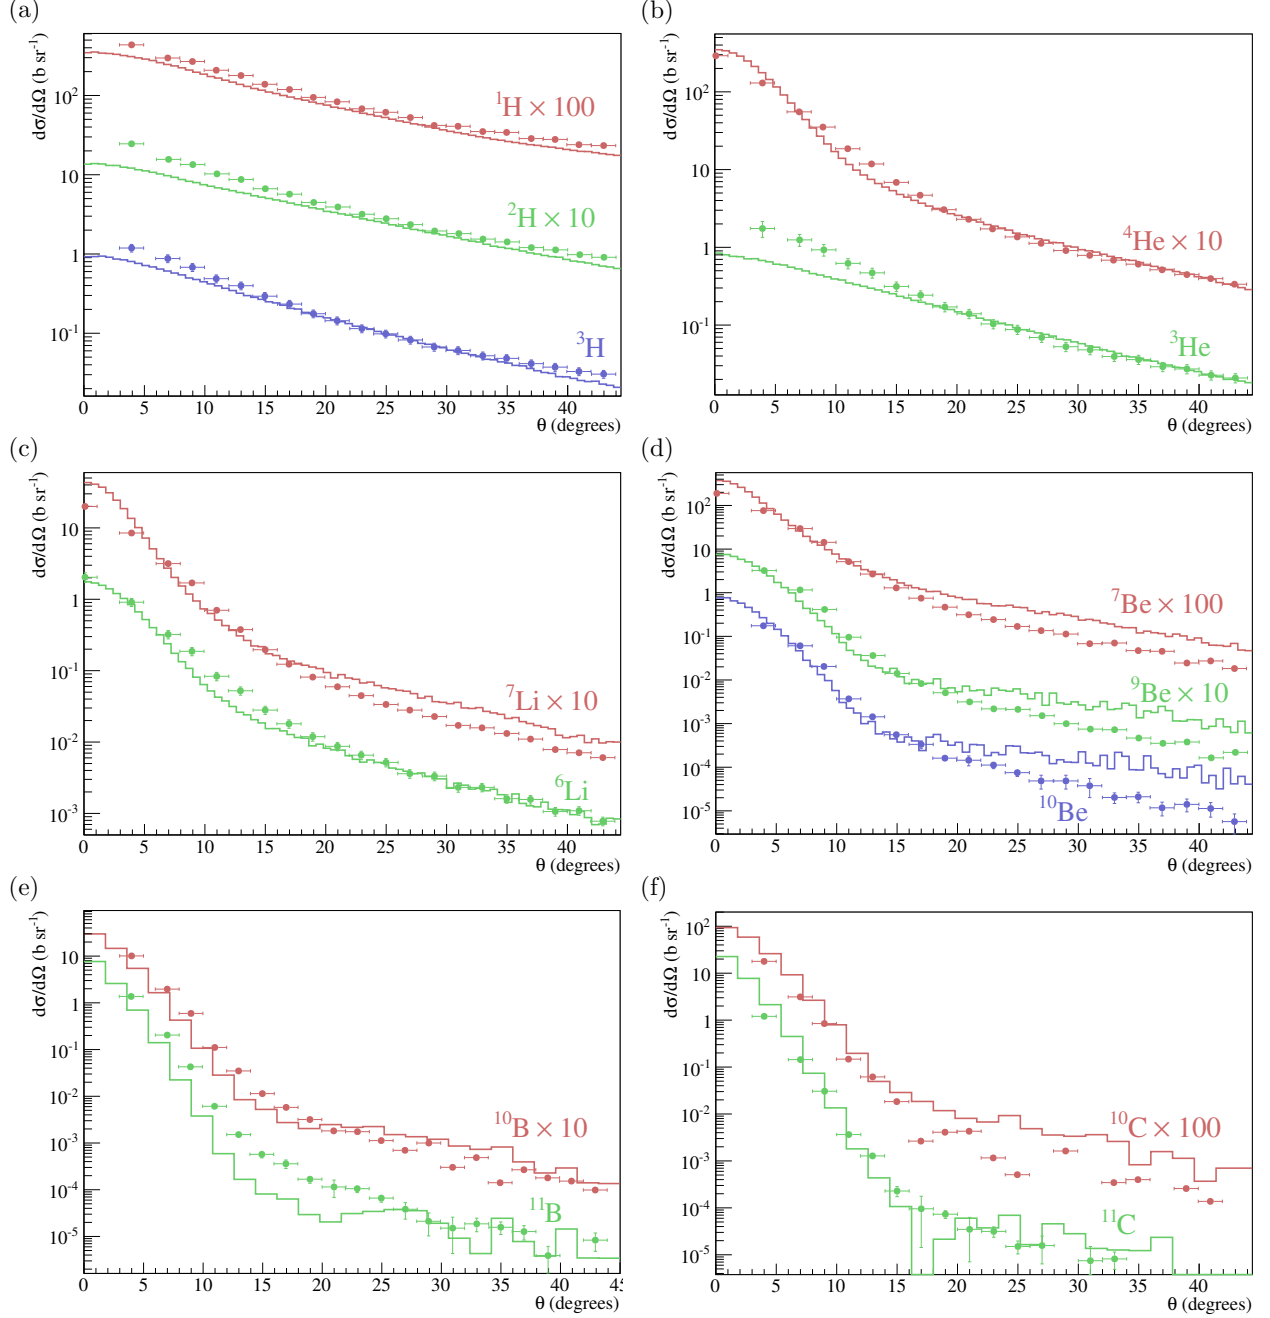 (a)
dσ/dΩ (b sr⁻¹)
10²
10
1
10⁻¹
¹H × 100
²H × 10
³H
0 5 10 15 20 25 30 35 40
θ (degrees)
(b)
dσ/dΩ (b sr⁻¹)
10²
10
1
10⁻¹
⁴He × 10
³He
0 5 10 15 20 25 30 35 40
θ (degrees)
(c)
dσ/dΩ (b sr⁻¹)
10
1
10⁻¹
10⁻²
10⁻³
⁷Li × 10
⁶Li
0 5 10 15 20 25 30 35 40
θ (degrees)
(d)
dσ/dΩ (b sr⁻¹)
10²
10
1
10⁻¹
10⁻²
10⁻³
10⁻⁴
10⁻⁵
⁷Be × 100
⁹Be × 10
¹⁰Be
0 5 10 15 20 25 30 35 40
θ (degrees)
(e)
dσ/dΩ (b sr⁻¹)
10
1
10⁻¹
10⁻²
10⁻³
10⁻⁴
10⁻⁵
¹⁰B × 10
¹¹B
0 5 10 15 20 25 30 35 40 45
θ (degrees)
(f)
dσ/dΩ (b sr⁻¹)
10²
10
1
10⁻¹
10⁻²
10⁻³
10⁻⁴
10⁻⁵
¹⁰C × 100
¹¹C
0 5 10 15 20 25 30 35 40
θ (degrees)